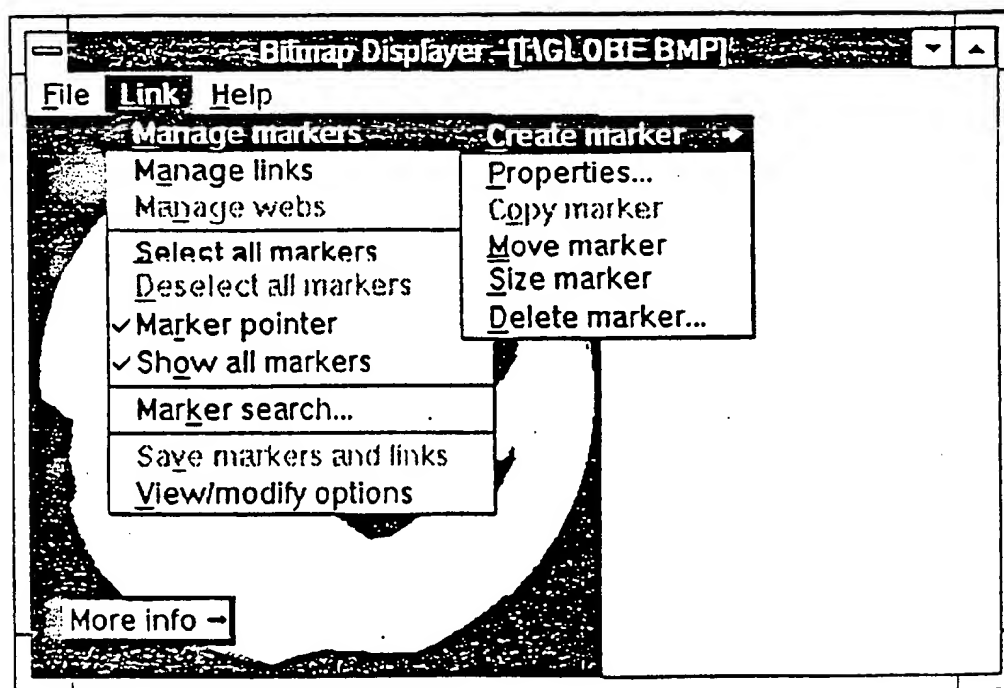 Bitmap Displayer - [T:\GLOBE.BMP]
File Link Help
Manage markers
Manage links
Manage webs
Select all markers
Deselect all markers
✓ Marker pointer
✓ Show all markers
Marker search...
Save markers and links
View/modify options
Create marker →
Properties...
Copy marker
Move marker
Size marker
Delete marker...
More info →